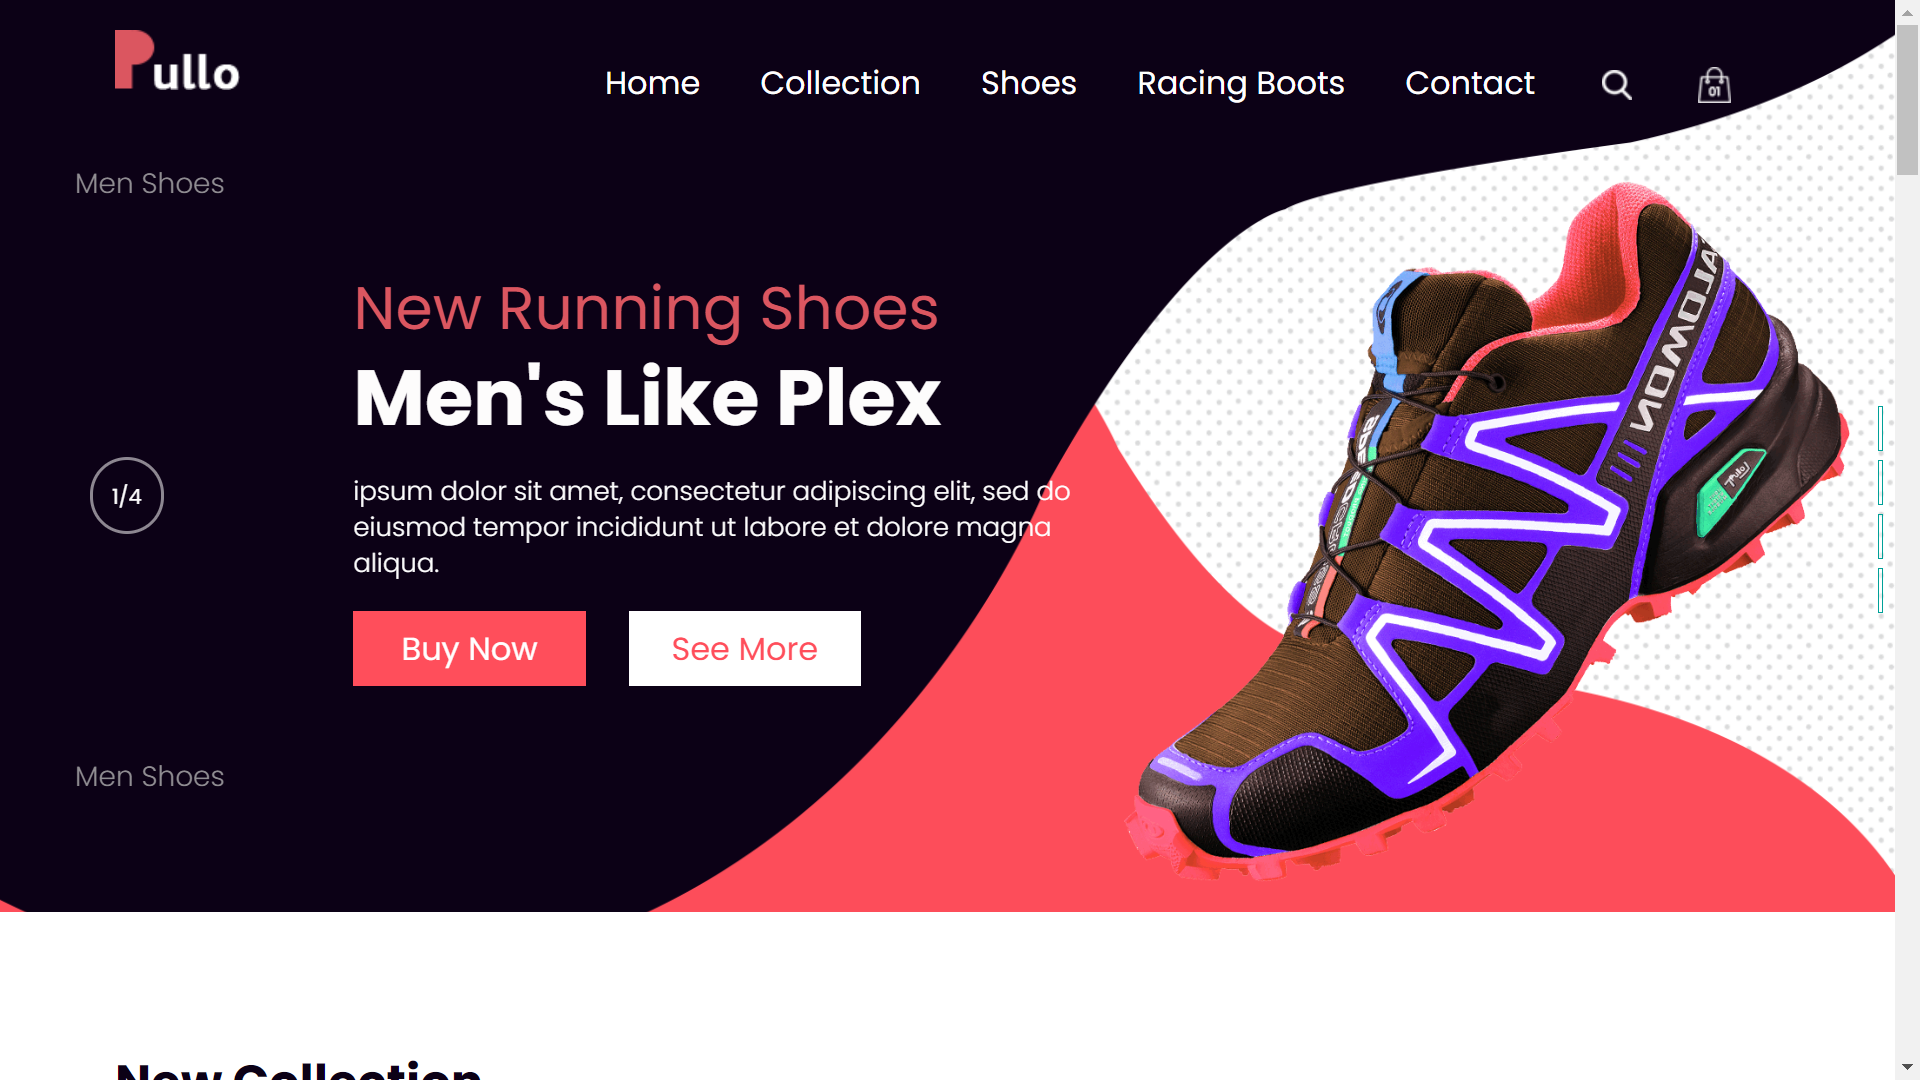 Pullo
Home Collection Shoes Racing Boots Contact
01
Men Shoes
New Running Shoes
Men's Like Plex
1/4
ipsum dolor sit amet, consectetur adipiscing elit, sed do
eiusmod tempor incididunt ut labore et dolore magna
aliqua.
Buy Now See More
Men Shoes
SALOMON
Pullo
New Collection